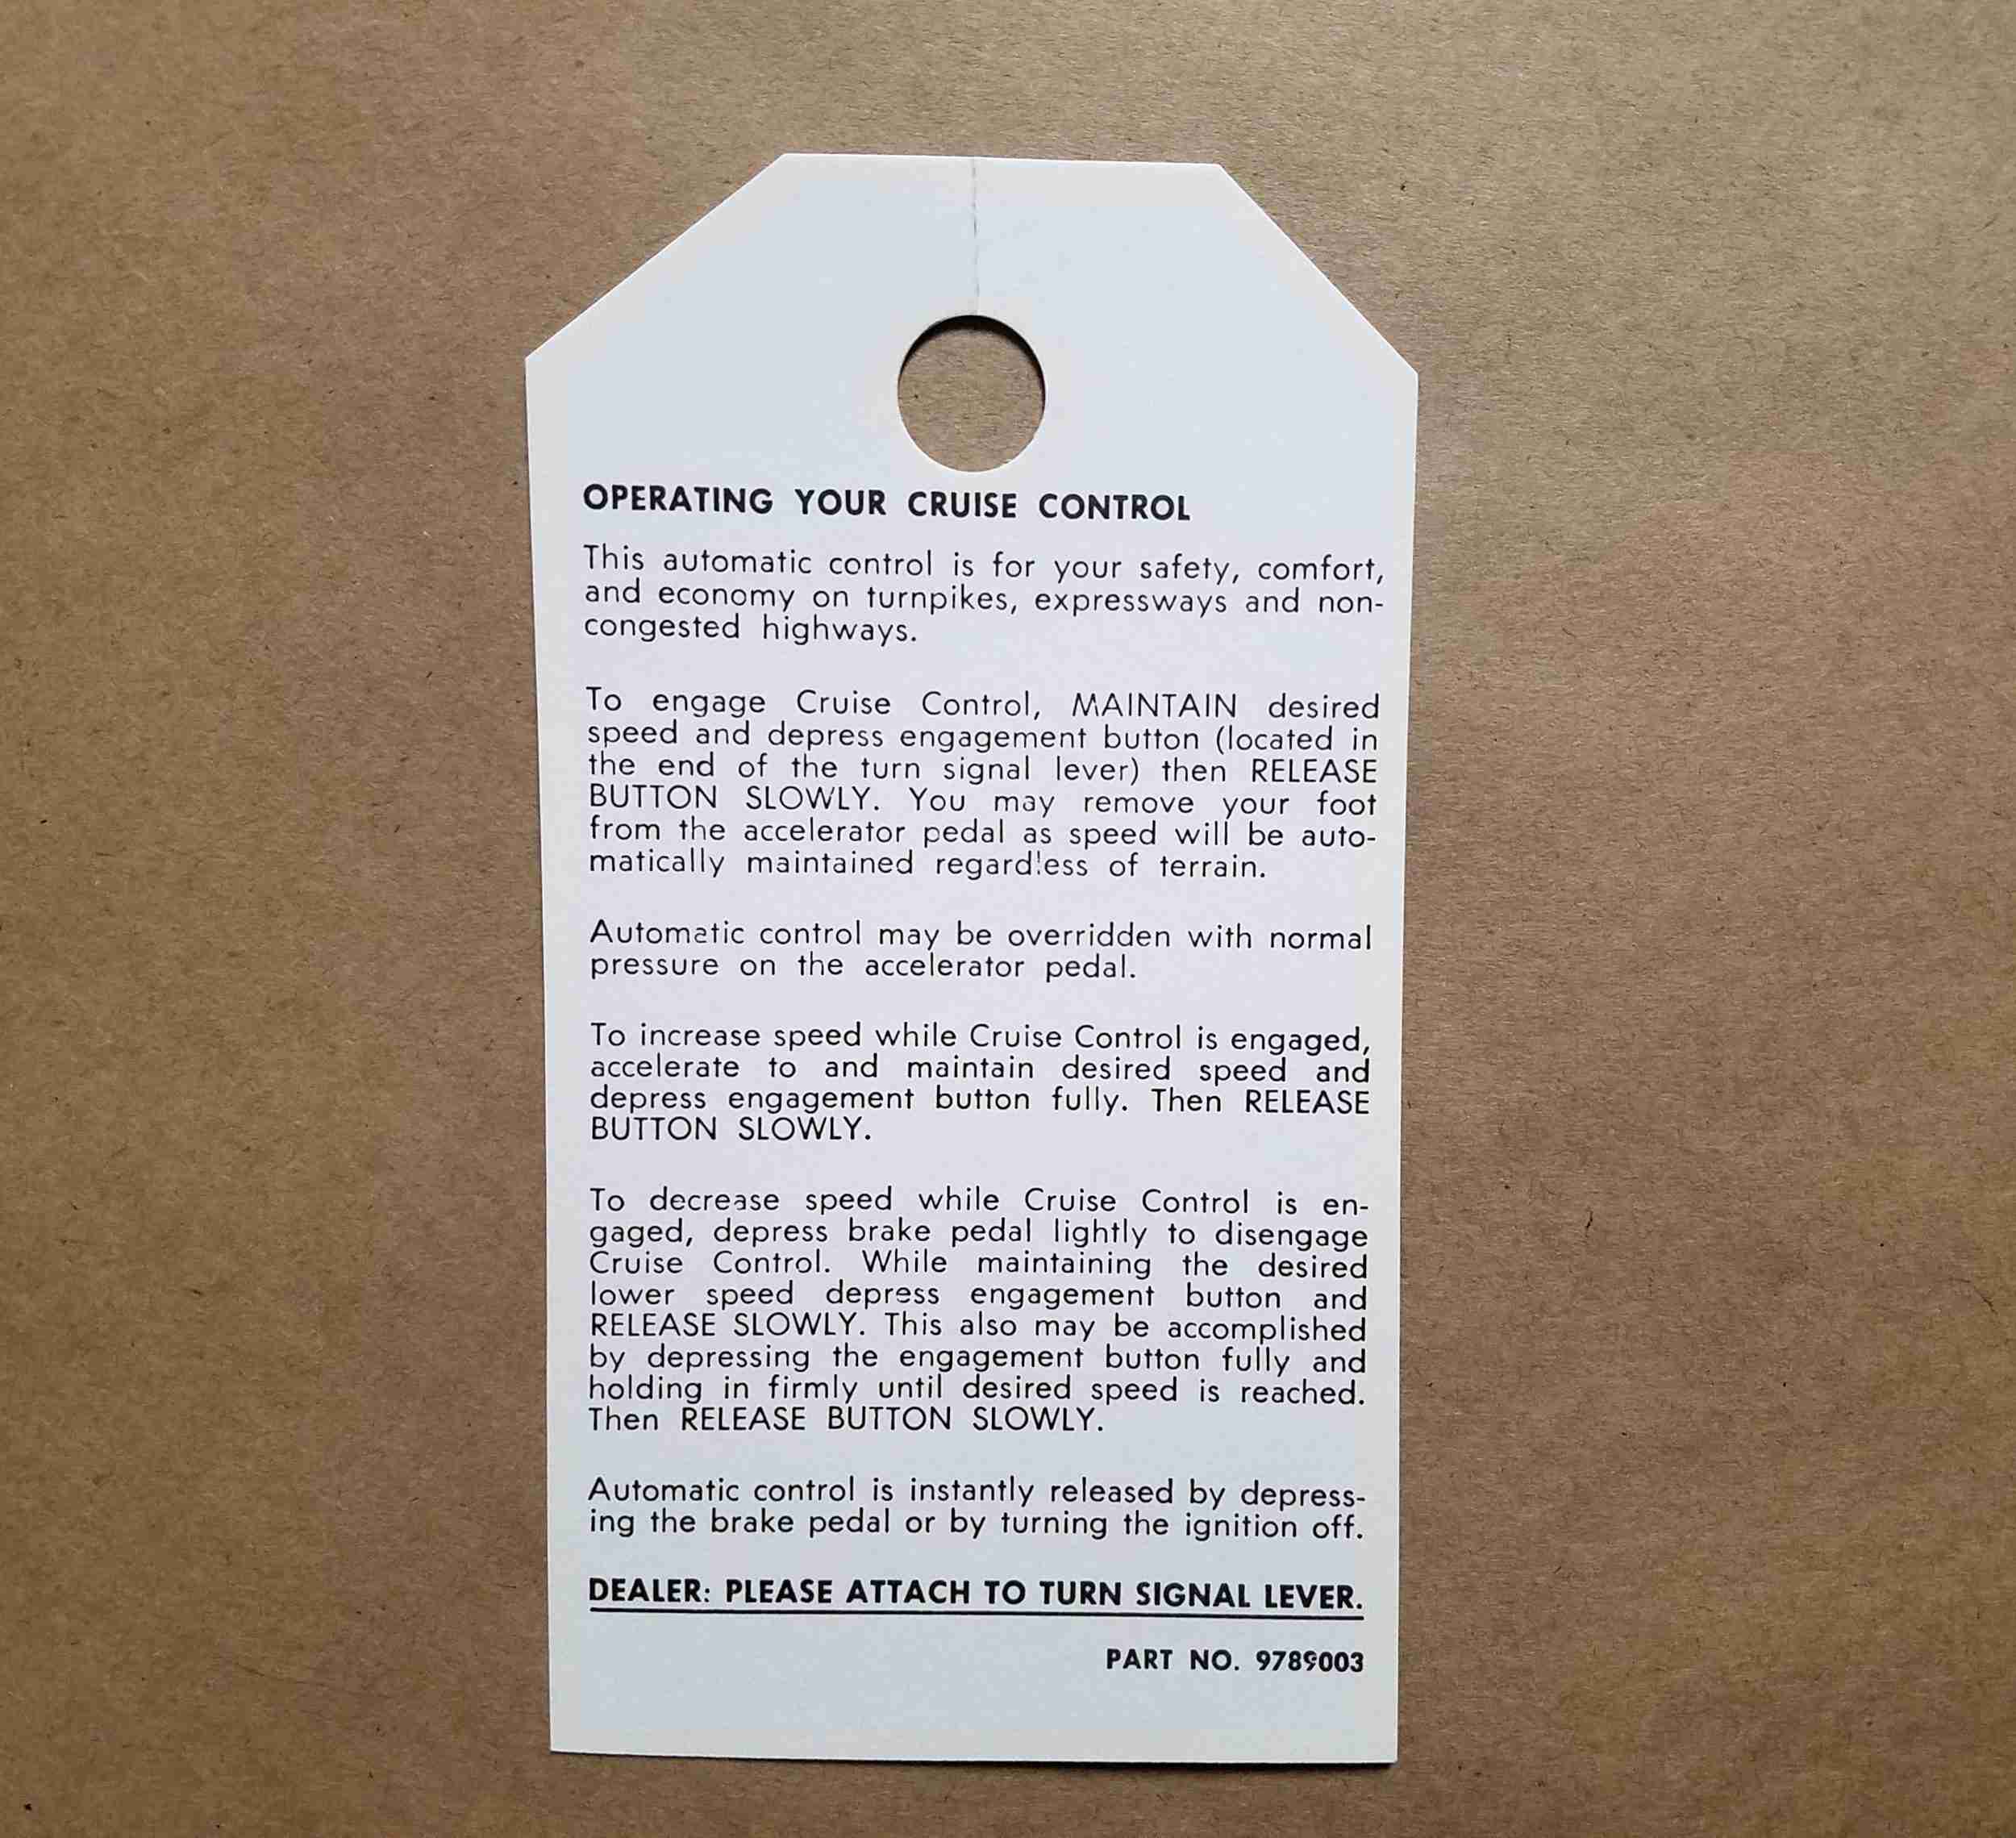 OPERATING YOUR CRUISE CONTROL
This automatic control is for your safety, comfort,
and economy on turnpikes, expressways and non-
congested highways.
To engage Cruise Control, MAINTAIN desired
speed and depress engagement button (located in
the end of the turn signal lever) then RELEASE
BUTTON SLOWLY. You may remove your foot
from the accelerator pedal as speed will be auto-
matically maintained regardless of terrain.
Automatic control may be overridden with normal
pressure on the accelerator pedal.
To increase speed while Cruise Control is engaged,
accelerate to and maintain desired speed and
depress engagement button fully. Then RELEASE
BUTTON SLOWLY.
To decrease speed while Cruise Control is en-
gaged, depress brake pedal lightly to disengage
Cruise Control. While maintaining the desired
lower speed depress engagement button and
RELEASE SLOWLY. This also may be accomplished
by depressing the engagement button fully and
holding in firmly until desired speed is reached.
Then RELEASE BUTTON SLOWLY.
Automatic control is instantly released by depress-
ing the brake pedal or by turning the ignition off.
DEALER: PLEASE ATTACH TO TURN SIGNAL LEVER.
PART NO. 9789003